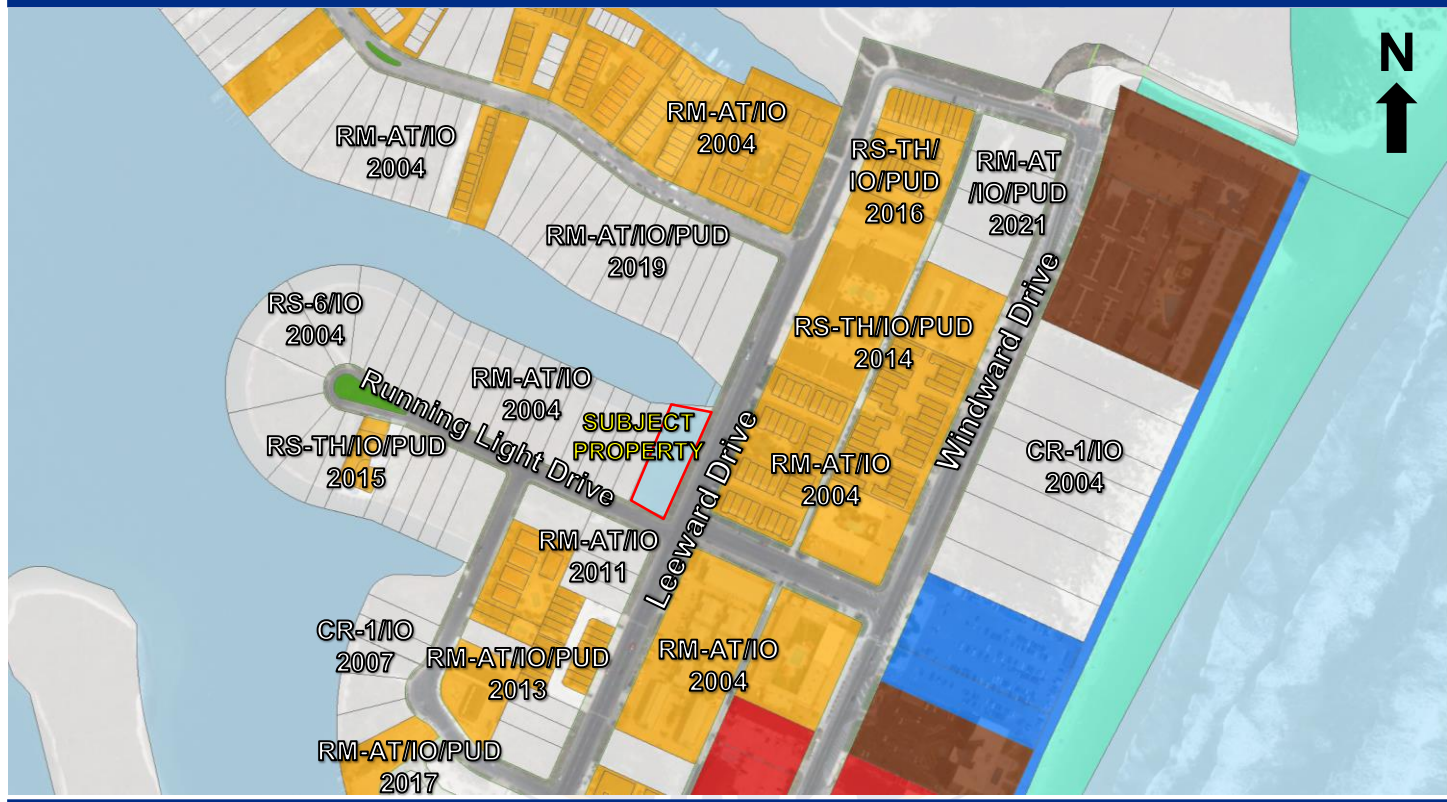 N
RM-AT/IO
2004
RM-AT/IO
2004
RS-TH/
IO/PUD
2016
RM-AT
/IO/PUD
2021
RM-AT/IO/PUD
2019
RS-6/IO
2004
RS-TH/IO/PUD
2014
Windward Drive
RM-AT/IO
2004
Running Light Drive
SUBJECT
PROPERTY
Leeward Drive
RS-TH/IO/PUD
2015
RM-AT/IO
2004
CR-1/IO
2004
RM-AT/IO
2011
CR-1/IO
2007
RM-AT/IO/PUD
2013
RM-AT/IO
2004
RM-AT/IO/PUD
2017